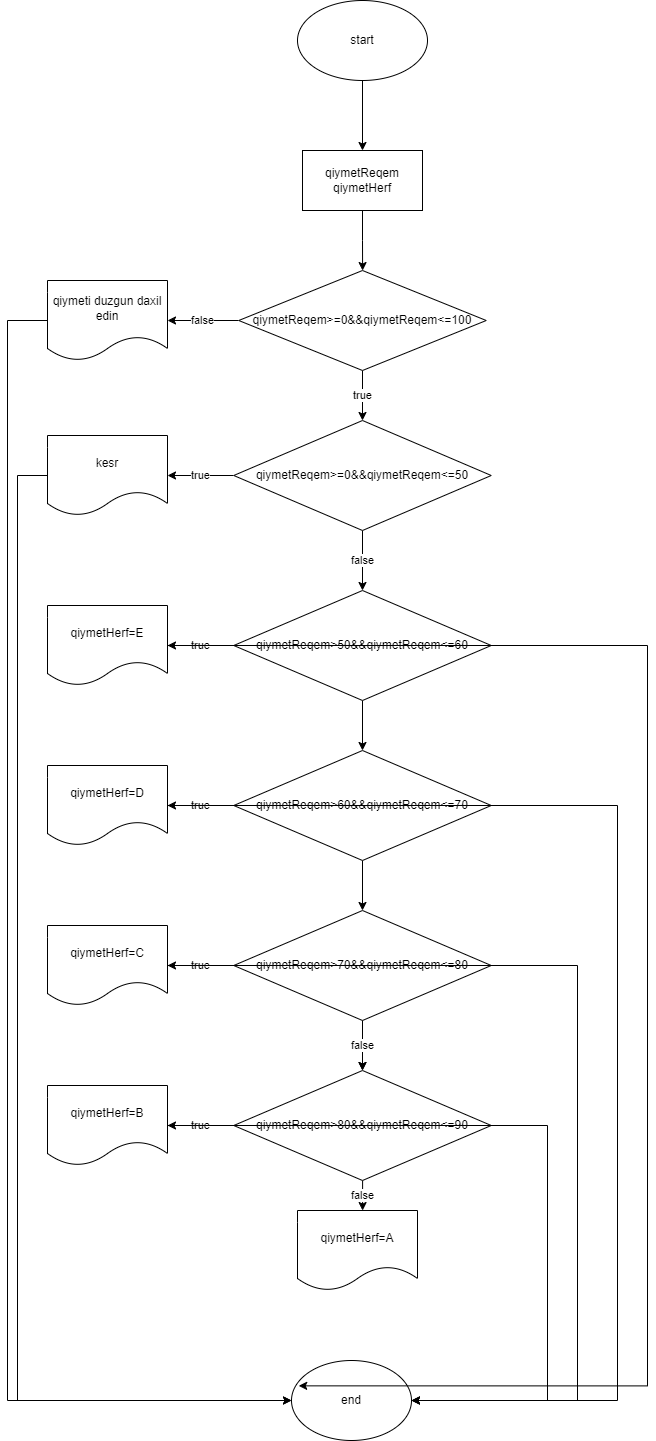 start
qiymetReqem
qiymetHerf
qiymeti duzgun daxil
edin
false
qiymetReqem>=0&&qiymetReqem<=100
true
kesr
true
qiymetReqem>=0&&qiymetReqem<=50
false
qiymetHerf=E
true
qiymetReqem>50&&qiymetReqem<=60
qiymetHerf=D
true
qiymetReqem>60&&qiymetReqem<=70
qiymetHerf=C
true
qiymetReqem>70&&qiymetReqem<=80
false
qiymetHerf=B
true
qiymetReqem>80&&qiymetReqem<=90
false
qiymetHerf=A
end